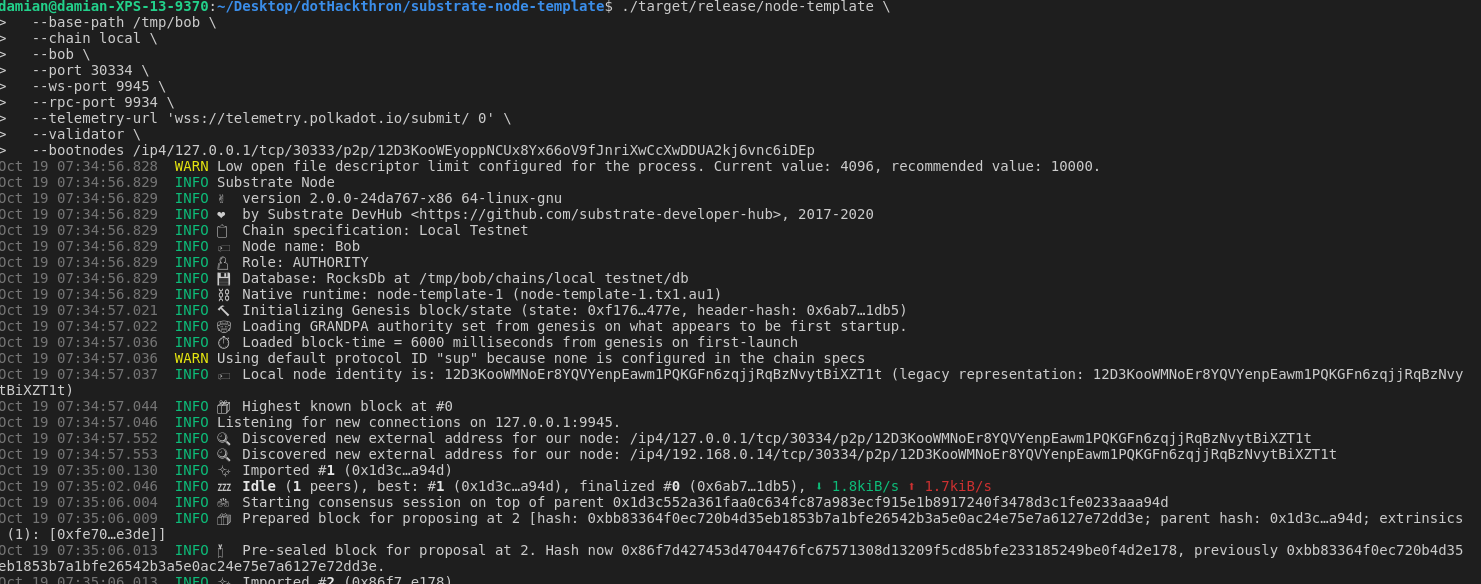 damian@damian-XPS-13-9370:~/Desktop/dotHackthron/substrate-node-template$ ./target/release/node-template \
>   --base-path /tmp/bob \
>   --chain local \
>   --bob \
>   --port 30334 \
>   --ws-port 9945 \
>   --rpc-port 9934 \
>   --telemetry-url 'wss://telemetry.polkadot.io/submit/ 0' \
>   --validator \
>   --bootnodes /ip4/127.0.0.1/tcp/30333/p2p/12D3KooWEyoppNCUx8Yx66oV9fJnriXwCcXwDDUA2kj6vnc6iDEp
Oct 19 07:34:56.828  WARN Low open file descriptor limit configured for the process. Current value: 4096, recommended value: 10000.
Oct 19 07:34:56.829  INFO Substrate Node
Oct 19 07:34:56.829  INFO ✌️  version 2.0.0-24da767-x86 64-linux-gnu
Oct 19 07:34:56.829  INFO ❤️  by Substrate DevHub <https://github.com/substrate-developer-hub>, 2017-2020
Oct 19 07:34:56.829  INFO 📋 Chain specification: Local Testnet
Oct 19 07:34:56.829  INFO 🏷 Node name: Bob
Oct 19 07:34:56.829  INFO 👤 Role: AUTHORITY
Oct 19 07:34:56.829  INFO 💾 Database: RocksDb at /tmp/bob/chains/local testnet/db
Oct 19 07:34:56.829  INFO ⛓ Native runtime: node-template-1 (node-template-1.tx1.au1)
Oct 19 07:34:57.021  INFO 🔨 Initializing Genesis block/state (state: 0xf176…477e, header-hash: 0x6ab7…1db5)
Oct 19 07:34:57.022  INFO 👴 Loading GRANDPA authority set from genesis on what appears to be first startup.
Oct 19 07:34:57.036  INFO ⏱ Loaded block-time = 6000 milliseconds from genesis on first-launch
Oct 19 07:34:57.036  WARN Using default protocol ID "sup" because none is configured in the chain specs
Oct 19 07:34:57.037  INFO 🏷 Local node identity is: 12D3KooWMNoEr8YQVYenpEawm1PQKGFn6zqjjRqBzNvytBiXZT1t (legacy representation: 12D3KooWMNoEr8YQVYenpEawm1PQKGFn6zqjjRqBzNvy
tBiXZT1t)
Oct 19 07:34:57.044  INFO 📦 Highest known block at #0
Oct 19 07:34:57.046  INFO Listening for new connections on 127.0.0.1:9945.
Oct 19 07:34:57.552  INFO 🔍 Discovered new external address for our node: /ip4/127.0.0.1/tcp/30334/p2p/12D3KooWMNoEr8YQVYenpEawm1PQKGFn6zqjjRqBzNvytBiXZT1t
Oct 19 07:34:57.553  INFO 🔍 Discovered new external address for our node: /ip4/192.168.0.14/tcp/30334/p2p/12D3KooWMNoEr8YQVYenpEawm1PQKGFn6zqjjRqBzNvytBiXZT1t
Oct 19 07:35:00.130  INFO ✨ Imported #1 (0x1d3c…a94d)
Oct 19 07:35:02.046  INFO 💤 Idle (1 peers), best: #1 (0x1d3c…a94d), finalized #0 (0x6ab7…1db5), ⬇ 1.8kiB/s ⬆ 1.7kiB/s
Oct 19 07:35:06.004  INFO 🙌 Starting consensus session on top of parent 0x1d3c552a361faa0c634fc87a983ecf915e1b8917240f3478d3c1fe0233aaa94d
Oct 19 07:35:06.009  INFO 🎁 Prepared block for proposing at 2 [hash: 0xbb83364f0ec720b4d35eb1853b7a1bfe26542b3a5e0ac24e75e7a6127e72dd3e; parent hash: 0x1d3c…a94d; extrinsics
 (1): [0xfe70…e3de]]
Oct 19 07:35:06.013  INFO 🔖 Pre-sealed block for proposal at 2. Hash now 0x86f7d427453d4704476fc67571308d13209f5cd85bfe233185249be0f4d2e178, previously 0xbb83364f0ec720b4d35
eb1853b7a1bfe26542b3a5e0ac24e75e7a6127e72dd3e.
Oct 19 07:35:06.013  INFO ✨ Imported #2 (0x86f7…e178)